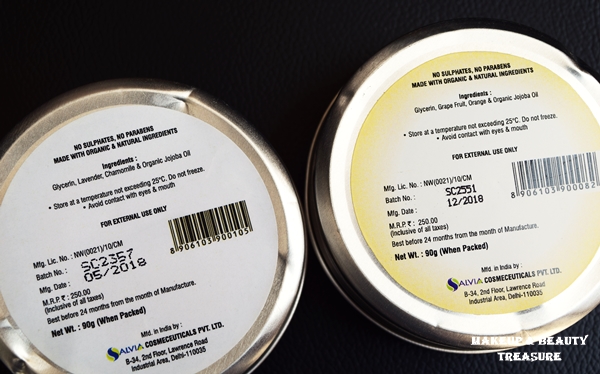 NO SULPHATES, NO PARABENS
MADE WITH ORGANIC & NATURAL INGREDIENTS
Ingredients :
Glycerin, Lavender, Chamomile & Organic Jojoba Oil
• Store at a temperature not exceeding 25°C. Do not freeze.
• Avoid contact with eyes & mouth
FOR EXTERNAL USE ONLY
Mfg. Lic. No. : NW(0021)/10/CM
Batch No. : SC2357
Mfg. Date : 05/2018
M.R.P. ₹ : 250.00
(Inclusive of all taxes)
Best before 24 months from the month of Manufacture.
Net Wt. : 90g (When Packed)
8 906103 900105
Mfd. in India by :
SALVIA COSMECEUTICALS PVT. LTD.
B-34, 2nd Floor, Lawrence Road
Industrial Area, Delhi-110035
NO SULPHATES, NO PARABENS
MADE WITH ORGANIC & NATURAL INGREDIENTS
Ingredients :
Glycerin, Grape Fruit, Orange & Organic Jojoba Oil
• Store at a temperature not exceeding 25°C. Do not freeze.
• Avoid contact with eyes & mouth
FOR EXTERNAL USE ONLY
Mfg. Lic. No. : NW(0021)/10/CM
Batch No. : SC2551
Mfg. Date : 12/2018
M.R.P. ₹ : 250.00
(Inclusive of all taxes)
Best before 24 months from the month of Manufacture.
Net Wt. : 90g (When Packed)
8 906103 900082
Mfd. in India by :
SALVIA COSMECEUTICALS PVT. LTD.
B-34, 2nd Floor, Lawrence Road
Industrial Area, Delhi-110035
MAKEUP & BEAUTY
TREASURE